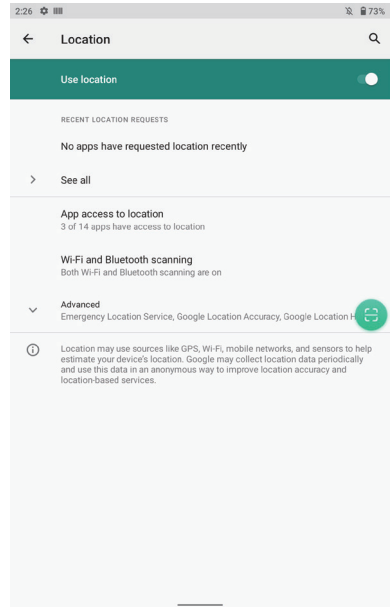 2:26 73%
Location
Use location
RECENT LOCATION REQUESTS
No apps have requested location recently
See all
App access to location
3 of 14 apps have access to location
Wi-Fi and Bluetooth scanning
Both Wi-Fi and Bluetooth scanning are on
Advanced
Emergency Location Service, Google Location Accuracy, Google Location H
Location may use sources like GPS, Wi-Fi, mobile networks, and sensors to help
estimate your device's location. Google may collect location data periodically
and use this data in an anonymous way to improve location accuracy and
location-based services.